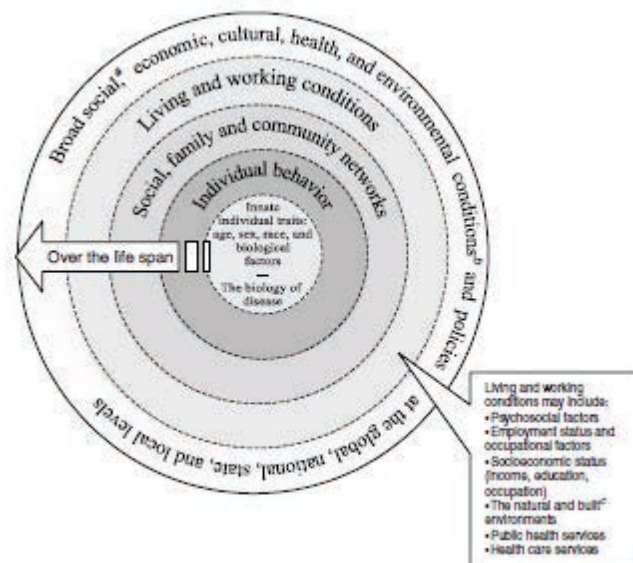 Broad social,a economic, cultural, health, and environmental conditionsb and policies
at the global, national, state, and local levels
Living and working conditions
Social, family and community networks
Individual behavior
Innate
individual traits:
age, sex, race, and
biological
factors
—
The biology of
disease
Over the life span
Living and working
conditions may include:
•Psychosocial factors
•Employment status and
occupational factors
•Socioeconomic status
(income, education,
occupation)
•The natural and builtc
environments
•Public health services
•Health care services